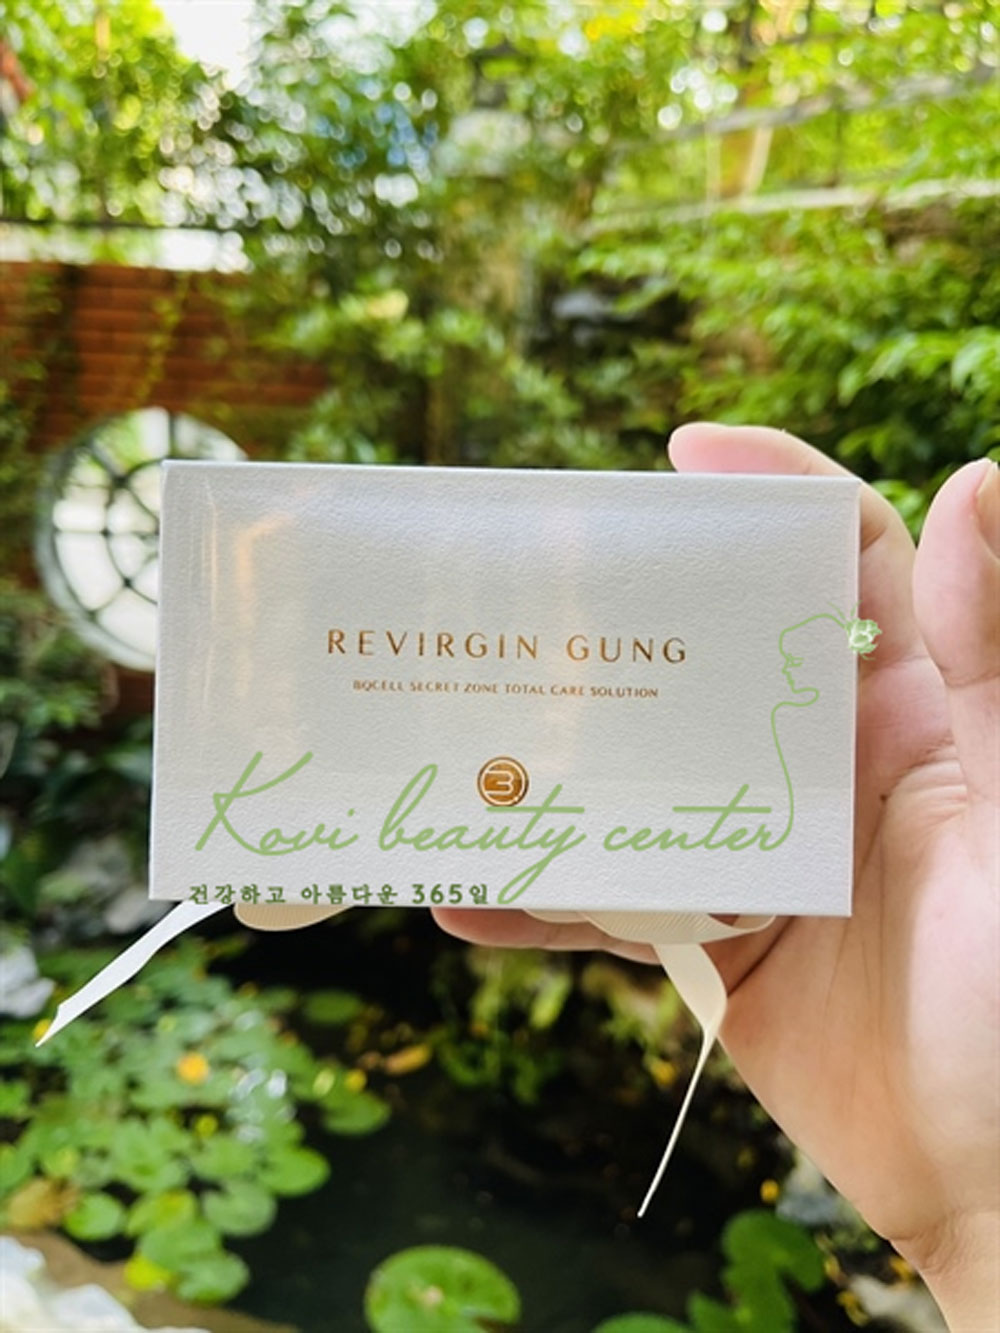 REVIRGIN GUNG
BQCELL SECRET ZONE TOTAL CARE SOLUTION
Kovi beauty center
건강하고 아름다운 365일